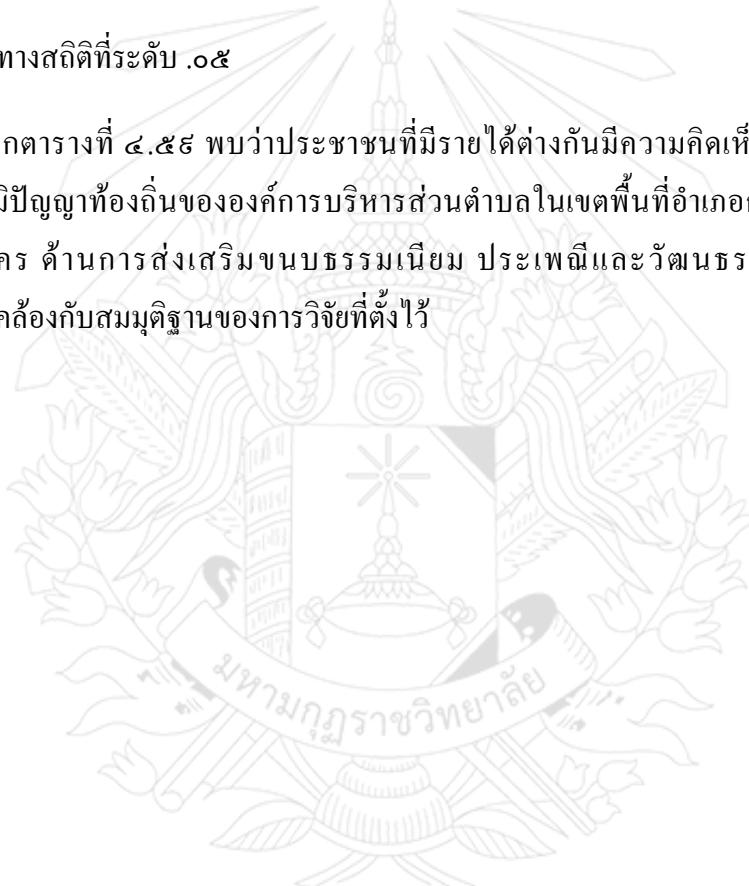 ทางสถิติที่ระดับ .๐๕
กตารางที่ ๔.๕๙ พบว่าประชาชนที่มีรายได้ต่างกันมีความคิดเห็
มิปัญญาท้องถิ่นขององค์การบริหารส่วนตำบลในเขตพื้นที่อำเภอก
คร ด้านการส่งเสริมขนบธรรมเนียม ประเพณีและวัฒนธร
คล้องกับสมมุติฐานของการวิจัยที่ตั้งไว้
มหามกุฏราชวิทยาลัย